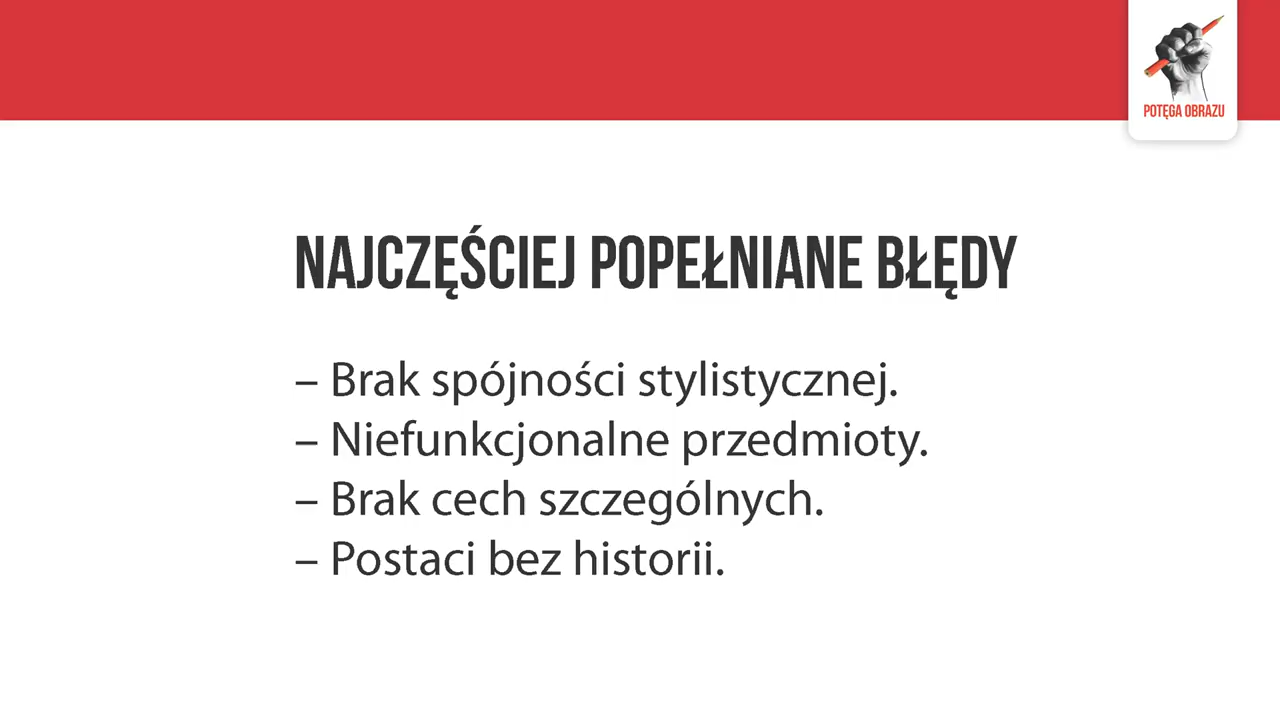 POTĘGA OBRAZU
NAJCZĘŚCIEJ POPEŁNIANE BŁĘDY
– Brak spójności stylistycznej.
– Niefunkcjonalne przedmioty.
– Brak cech szczególnych.
– Postaci bez historii.